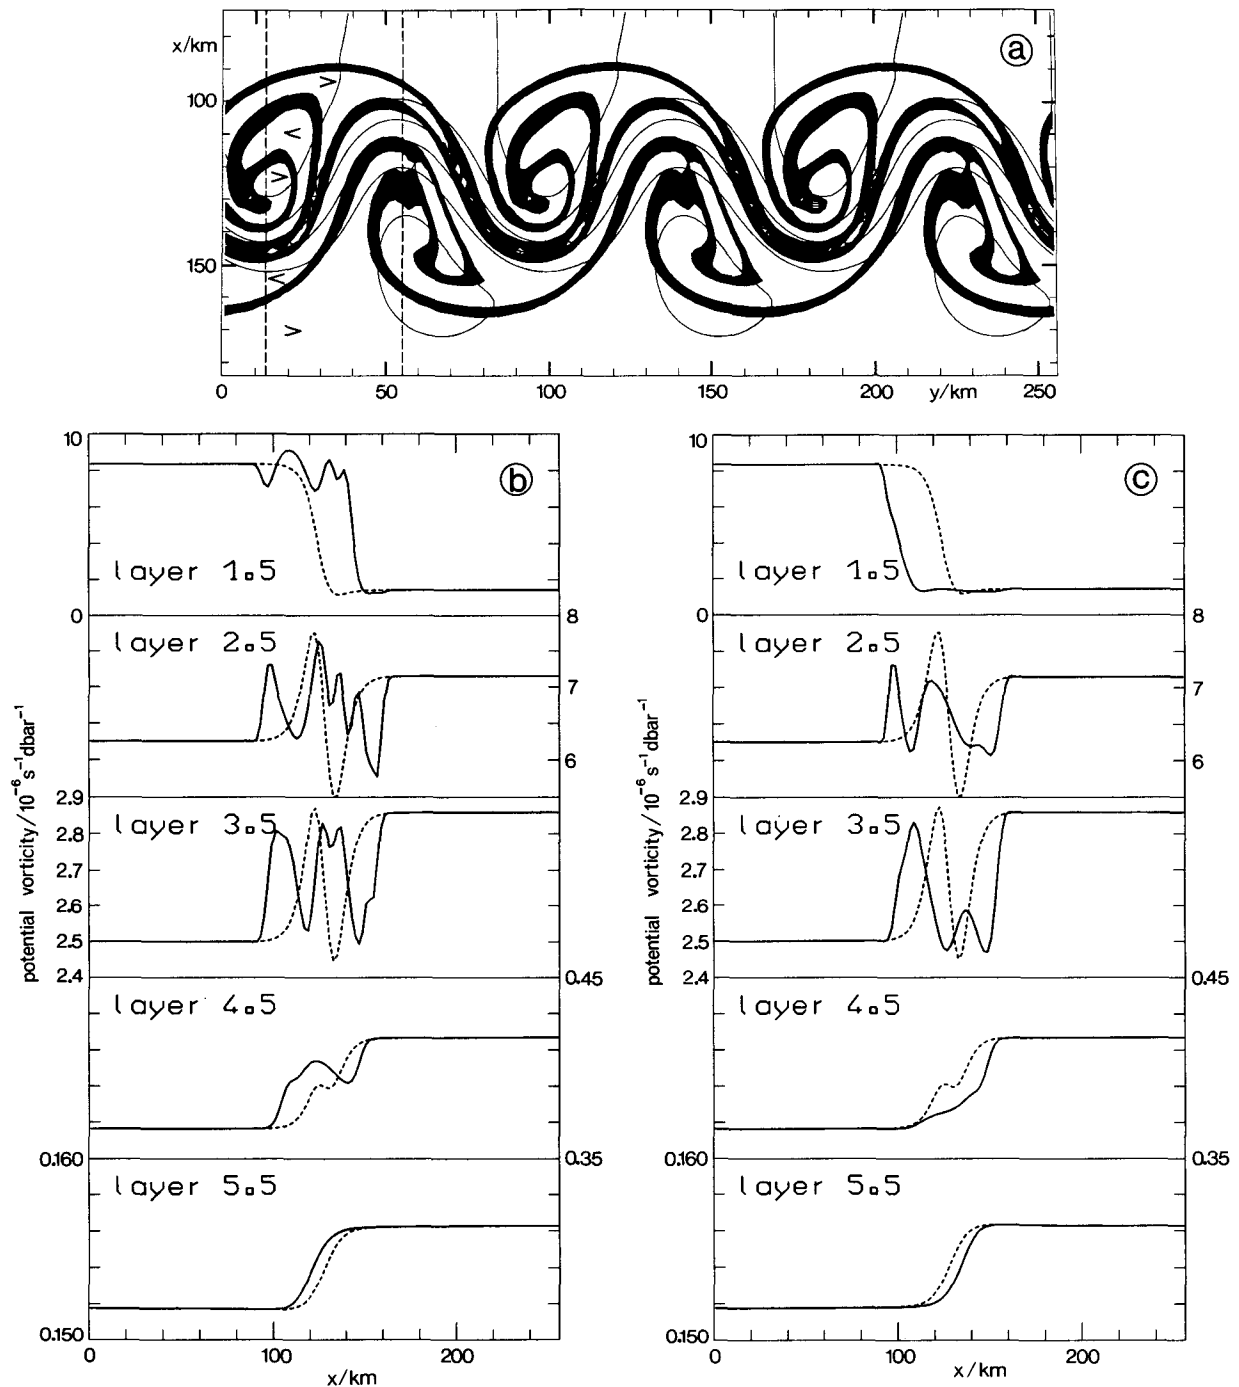 a
x/km
100
150
0
50
100
150
200
y/km
250
b
10
0
layer 1.5
8
layer 2.5
7
6
2.9
layer 3.5
2.8
2.7
2.6
2.5
2.4
0.45
layer 4.5
0.160
0.35
layer 5.5
0.150
0
100
200
x/km
potential vorticity/10⁻⁶s⁻¹dbar⁻¹
c
10
0
layer 1.5
8
layer 2.5
7
6
2.9
layer 3.5
2.8
2.7
2.6
2.5
2.4
0.45
layer 4.5
0.160
0.35
layer 5.5
0.150
0
100
200
x/km
potential vorticity/10⁻⁶s⁻¹dbar⁻¹